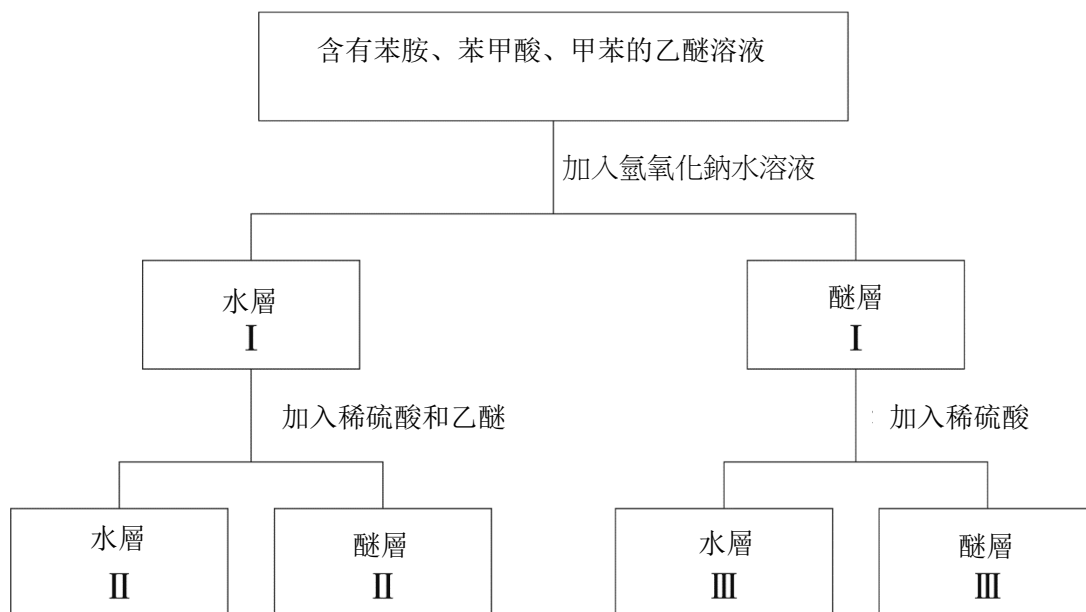 含有苯胺、苯甲酸、甲苯的乙醚溶液
加入氫氧化鈉水溶液
水層
Ⅰ
醚層
Ⅰ
加入稀硫酸和乙醚
加入稀硫酸
水層
Ⅱ
醚層
Ⅱ
水層
Ⅲ
醚層
Ⅲ